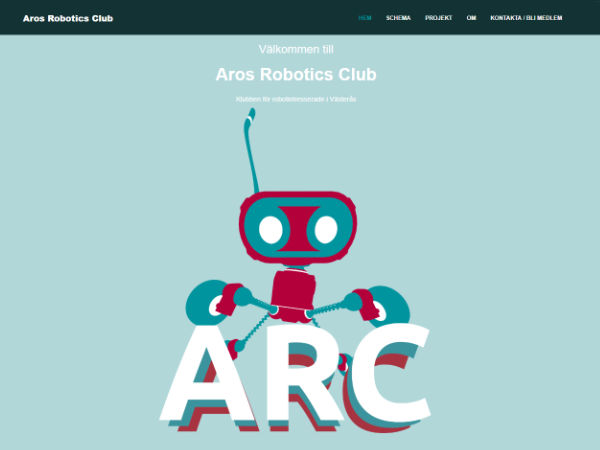 Aros Robotics Club
HEM SCHEMA PROJEKT OM KONTAKTA / BLI MEDLEM
Välkommen till
Aros Robotics Club
Klubben för robotintresserade i Västerås
ARC